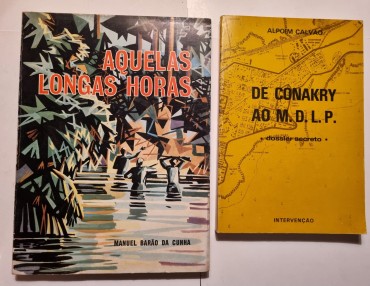 AQUELAS
LONGAS HORAS
MANUEL BARÃO DA CUNHA
ALPOIM CALVÃO
DE CONAKRY
AO M.D.L.P.
dossier secreto
INTERVENÇÃO